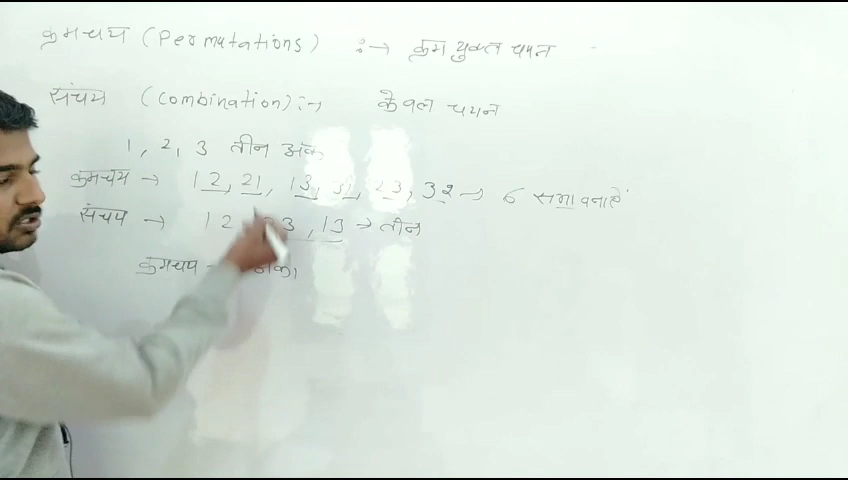 क्रमचय (Permutations) :→ क्रम युक्त चयन
संचय (Combination) :→ केवल चयन
1, 2, 3 तीन अंक
क्रमचय → 12, 21, 13, 31, 23, 32 → 6 सम्भावनाएं
संचय → 12 3, 13 → तीन
क्रमचय